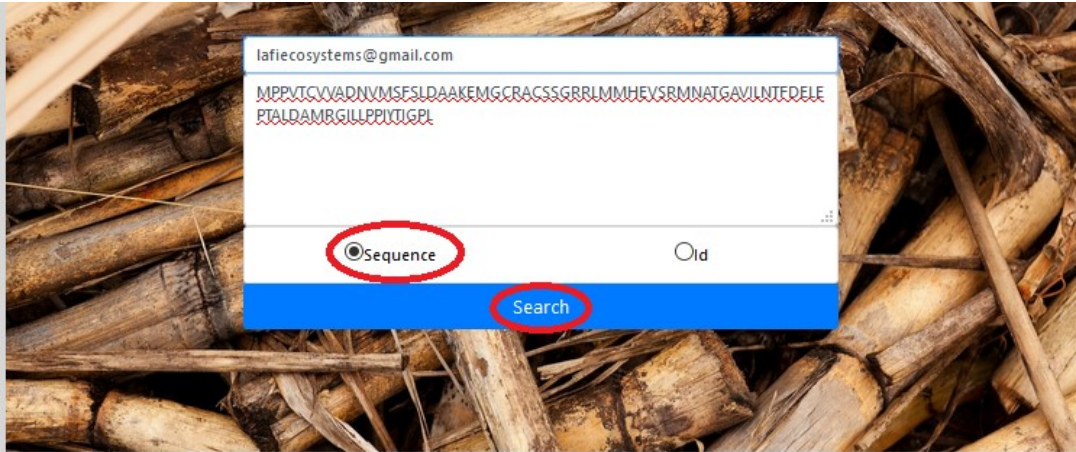 lafiecosystems@gmail.com
MPPVTCVVADNVMSFSLDAAKEMGCRACSSGRRLMMHEVSRMNATGAVILNTFDELE
PTALDAMRGILLPPIYTIGPL
Sequence
Id
Search